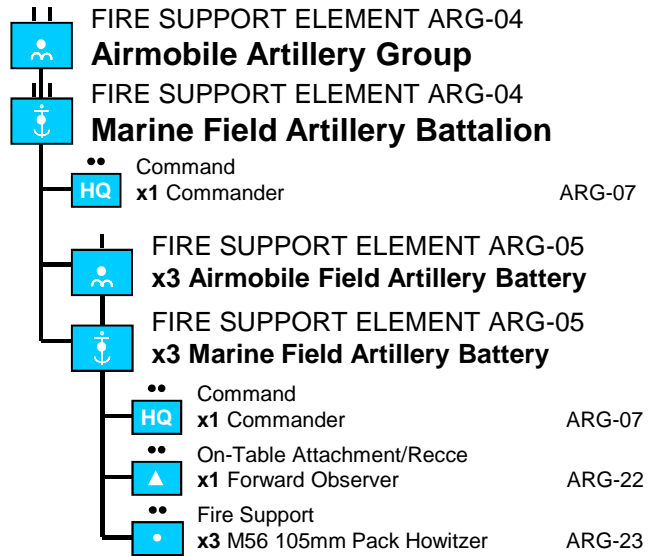 FIRE SUPPORT ELEMENT ARG-04
Airmobile Artillery Group
FIRE SUPPORT ELEMENT ARG-04
Marine Field Artillery Battalion
Command
HQ x1 Commander ARG-07
FIRE SUPPORT ELEMENT ARG-05
x3 Airmobile Field Artillery Battery
FIRE SUPPORT ELEMENT ARG-05
x3 Marine Field Artillery Battery
Command
HQ x1 Commander ARG-07
On-Table Attachment/Recce
x1 Forward Observer ARG-22
Fire Support
x3 M56 105mm Pack Howitzer ARG-23